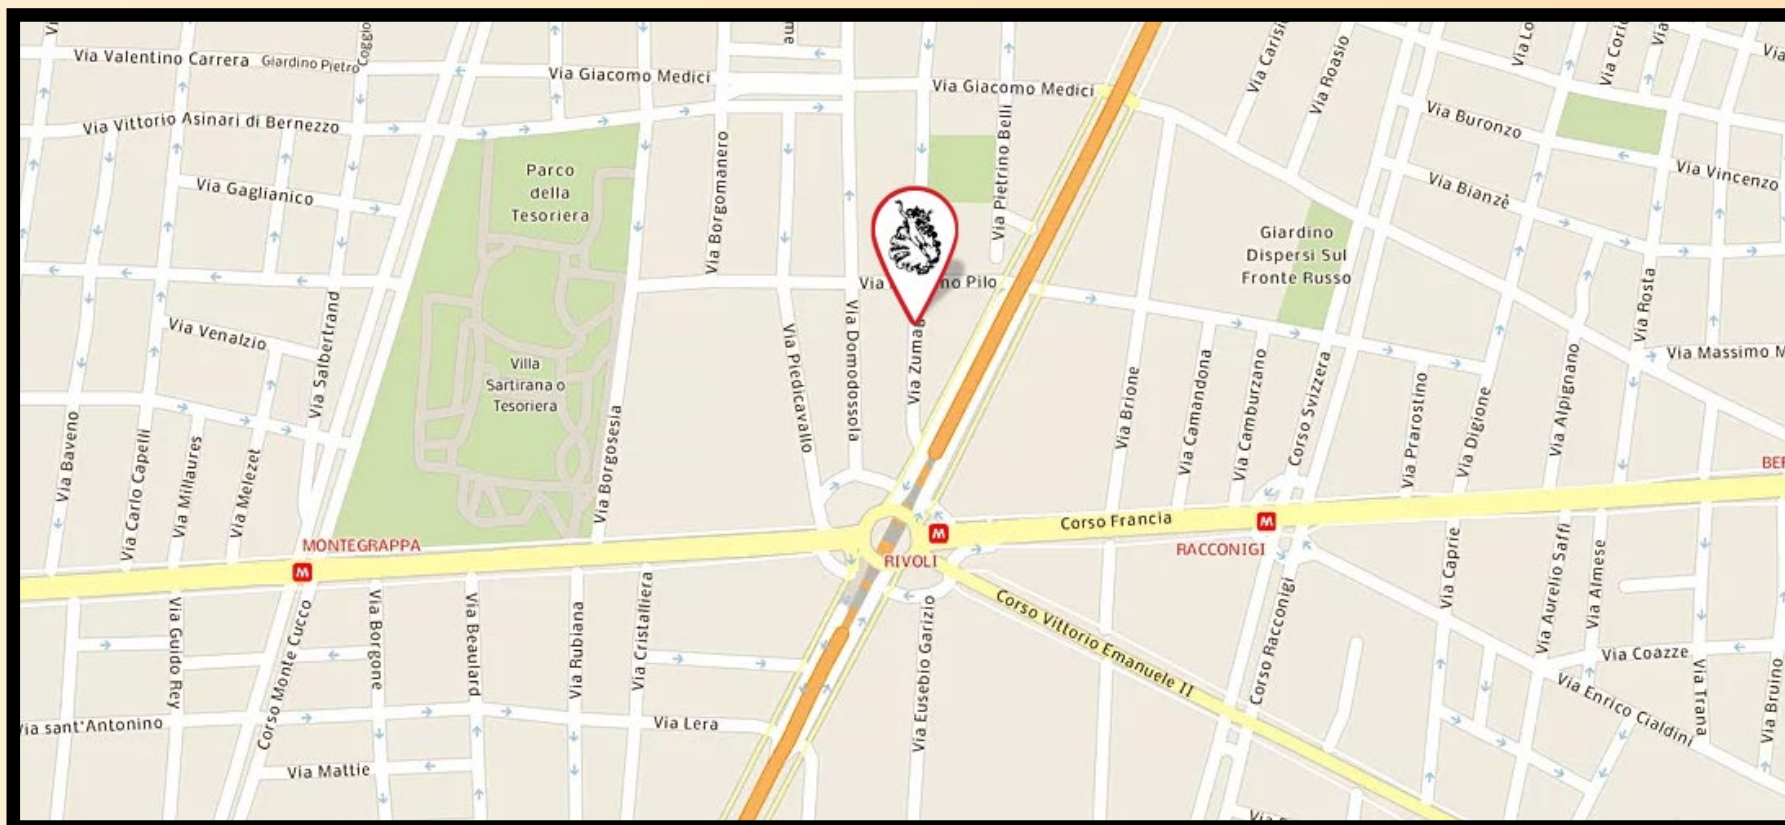 Via Valentino Carrera
Giardino Pietro
Via Giacomo Medici
Via Giacomo Medici
Via Roasio
Via Buronzo
Via Vittorio Asinari di Bernezzo
Via Vincenzo
Via Gaglianico
Parco
della
Tesoriera
Via Borgomanero
Via Pietrino Belli
Via Bianzè
Giardino
Dispersi Sul
Fronte Russo
Via
no Pilo
Via Venalzio
Via Salbertrand
Villa
Sartirana o
Tesoriera
Via Piedicavallo
Via Domodossola
Via Brione
Via Camandona
Via Camburzano
Corso Svizzera
Via Prarostino
Via Digione
Via Alpignano
Via Rosta
Via Massimo M
Via Baveno
Via Carlo Capelli
Via Millaures
Via Melezet
Via Borgosesia
Corso Francia
MONTEGRAPPA
M
RIVOLI
M
RACCONIGI
M
BER
Via Guido Rey
Corso Monte Cucco
Via Borgone
Via Beaulard
Via Rubiana
Via Cristalliera
Via Eusebio Garizio
Corso Vittorio Emanuele II
Corso Racconigi
Via Caprie
Via Aurelio Saffi
Via Almese
Via Coazze
Via Trana
Via Bruino
Via Enrico Cialdini
Via sant'Antonino
Via Lera
Via Mattie